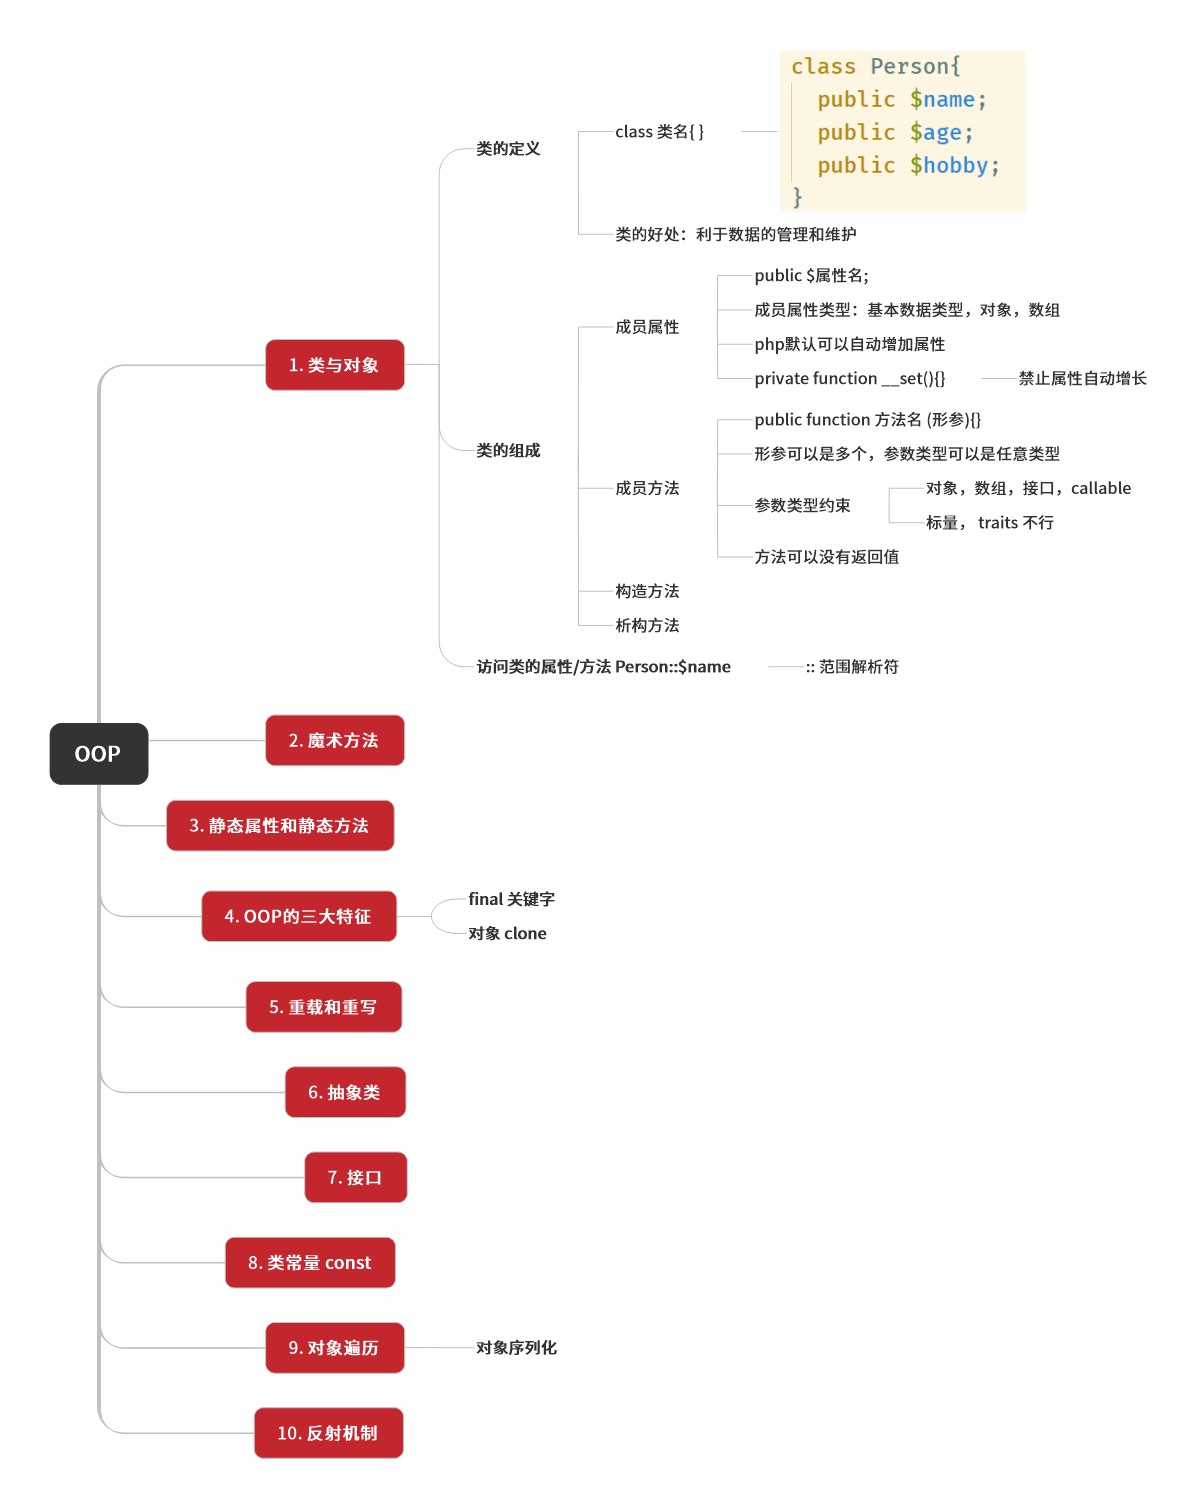 OOP
1. 类与对象
类的定义
class 类名{ }
class Person{
public $name;
public $age;
public $hobby;
}
类的好处：利于数据的管理和维护
类的组成
成员属性
public $属性名;
成员属性类型：基本数据类型，对象，数组
php默认可以自动增加属性
private function __set(){}
禁止属性自动增长
成员方法
public function 方法名 (形参){}
形参可以是多个，参数类型可以是任意类型
参数类型约束
对象，数组，接口，callable
标量， traits 不行
方法可以没有返回值
构造方法
析构方法
访问类的属性/方法 Person::$name
:: 范围解析符
2. 魔术方法
3. 静态属性和静态方法
4. OOP的三大特征
final 关键字
对象 clone
5. 重载和重写
6. 抽象类
7. 接口
8. 类常量 const
9. 对象遍历
对象序列化
10. 反射机制